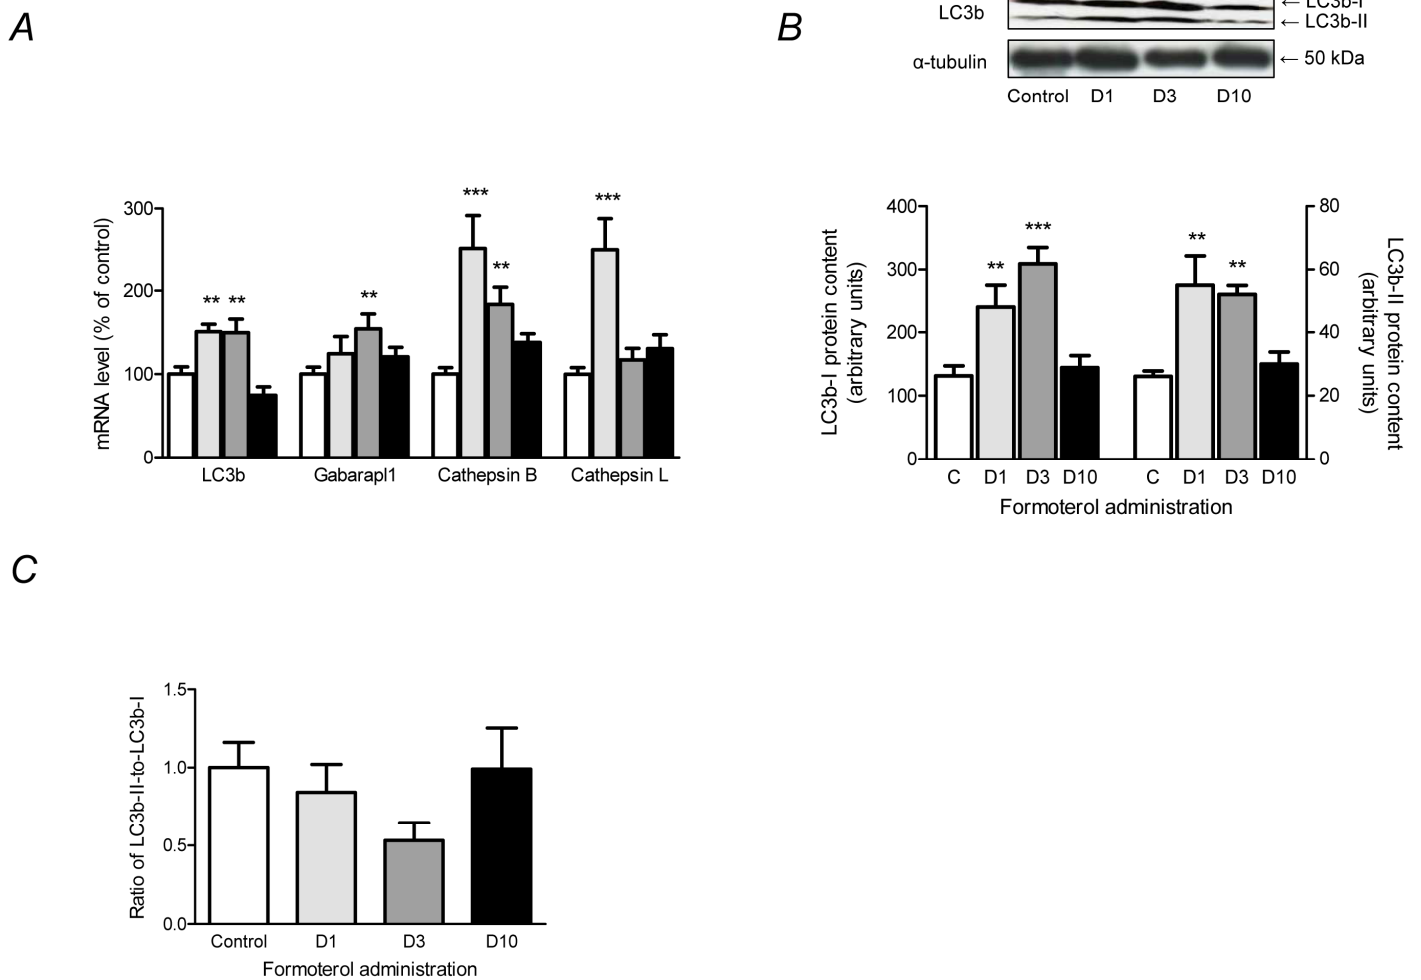 A
B
LC3b
← LC3b-I
← LC3b-II
α-tubulin
← 50 kDa
Control D1 D3 D10
mRNA level (% of control)
300
200
100
0
** **
**
***
**
***
LC3b Gabarapl1 Cathepsin B Cathepsin L
LC3b-I protein content
(arbitrary units)
400
300
200
100
0
**
***
**
**
80
60
40
20
0
LC3b-II protein content
(arbitrary units)
C D1 D3 D10 C D1 D3 D10
Formoterol administration
C
Ratio of LC3b-II-to-LC3b-I
1.5
1.0
0.5
0.0
Control D1 D3 D10
Formoterol administration